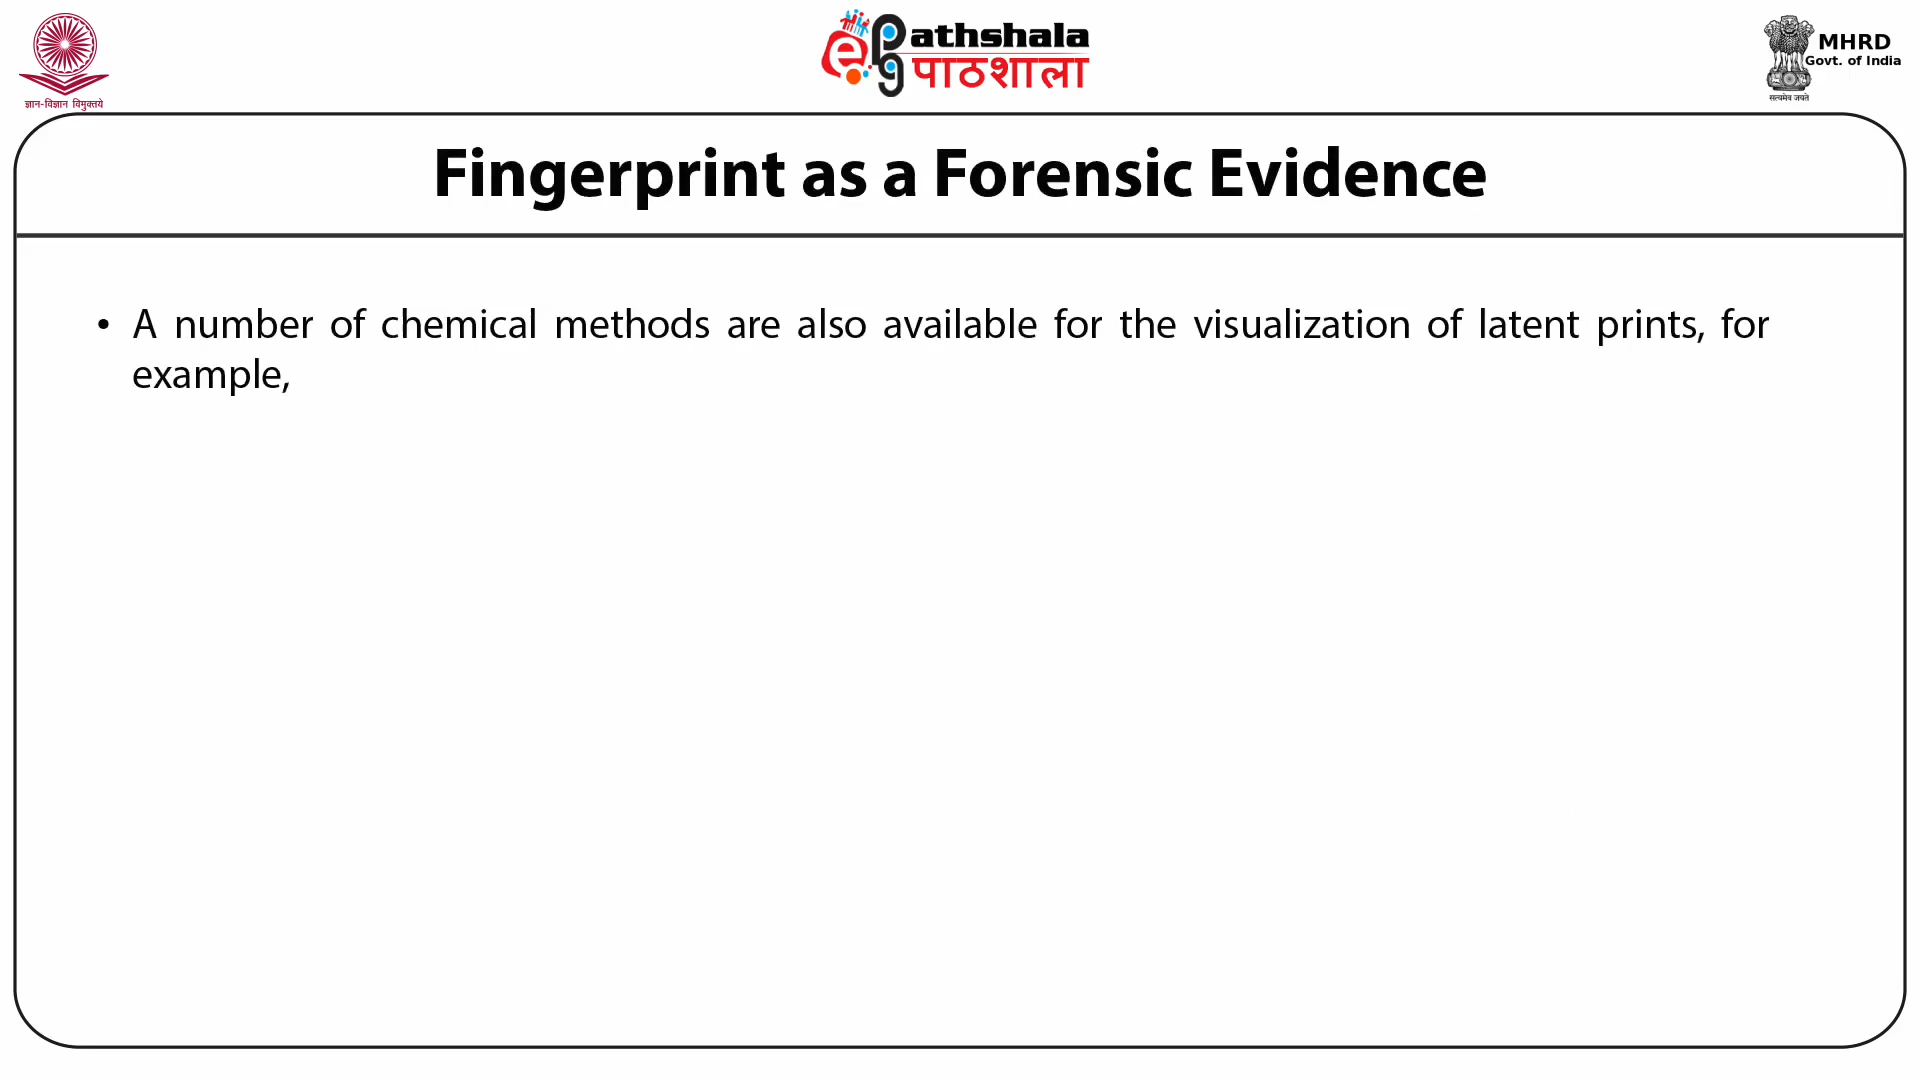 ज्ञान-विज्ञान विमुक्तये
e
pg
athshala
पाठशाला
MHRD
Govt. of India
सत्यमेव जयते
Fingerprint as a Forensic Evidence
• A number of chemical methods are also available for the visualization of latent prints, for
example,